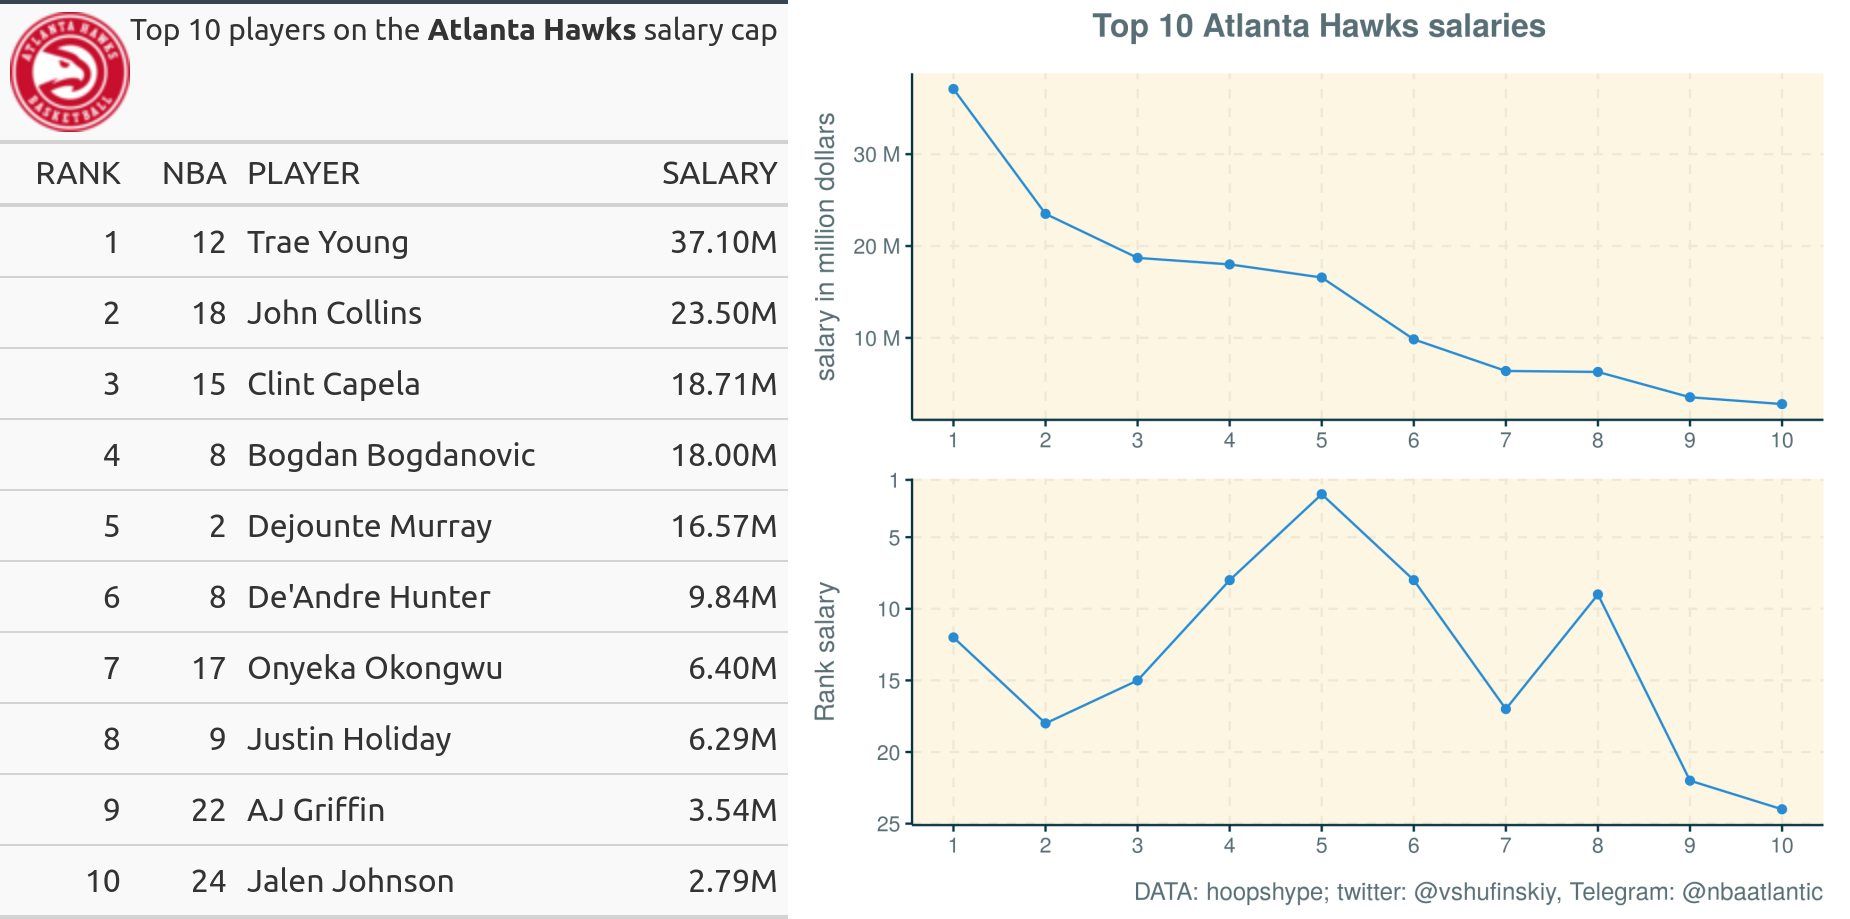 Top 10 players on the Atlanta Hawks salary cap
ATLANTA HAWKS
BASKETBALL
RANK NBA PLAYER SALARY
1 12 Trae Young 37.10M
2 18 John Collins 23.50M
3 15 Clint Capela 18.71M
4 8 Bogdan Bogdanovic 18.00M
5 2 Dejounte Murray 16.57M
6 8 De'Andre Hunter 9.84M
7 17 Onyeka Okongwu 6.40M
8 9 Justin Holiday 6.29M
9 22 AJ Griffin 3.54M
10 24 Jalen Johnson 2.79M
Top 10 Atlanta Hawks salaries
salary in million dollars
30 M
20 M
10 M
1 2 3 4 5 6 7 8 9 10
Rank salary
1
5
10
15
20
25
1 2 3 4 5 6 7 8 9 10
DATA: hoopshype; twitter: @vshufinskiy, Telegram: @nbaatlantic